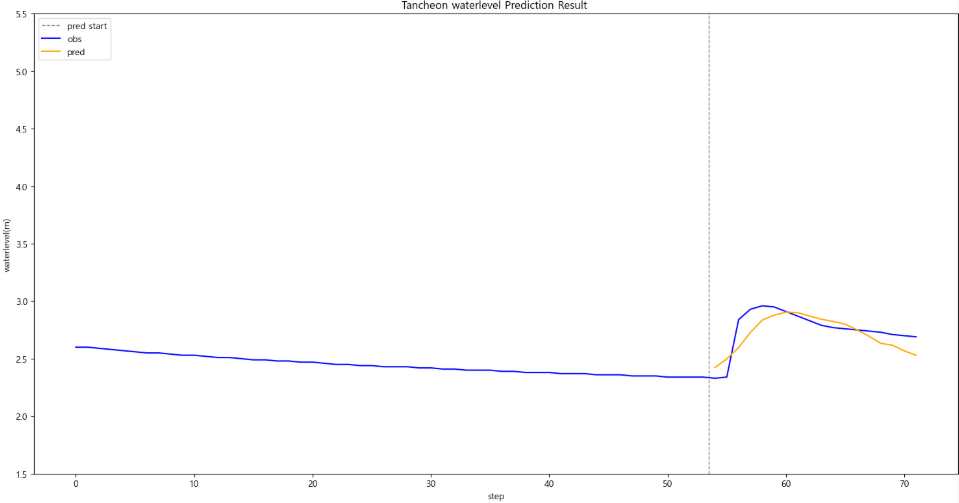 Tancheon waterlevel Prediction Result
pred start
obs
pred
5.5
5.0
4.5
4.0
3.5
3.0
2.5
2.0
1.5
waterlevel(m)
0 10 20 30 40 50 60 70
step